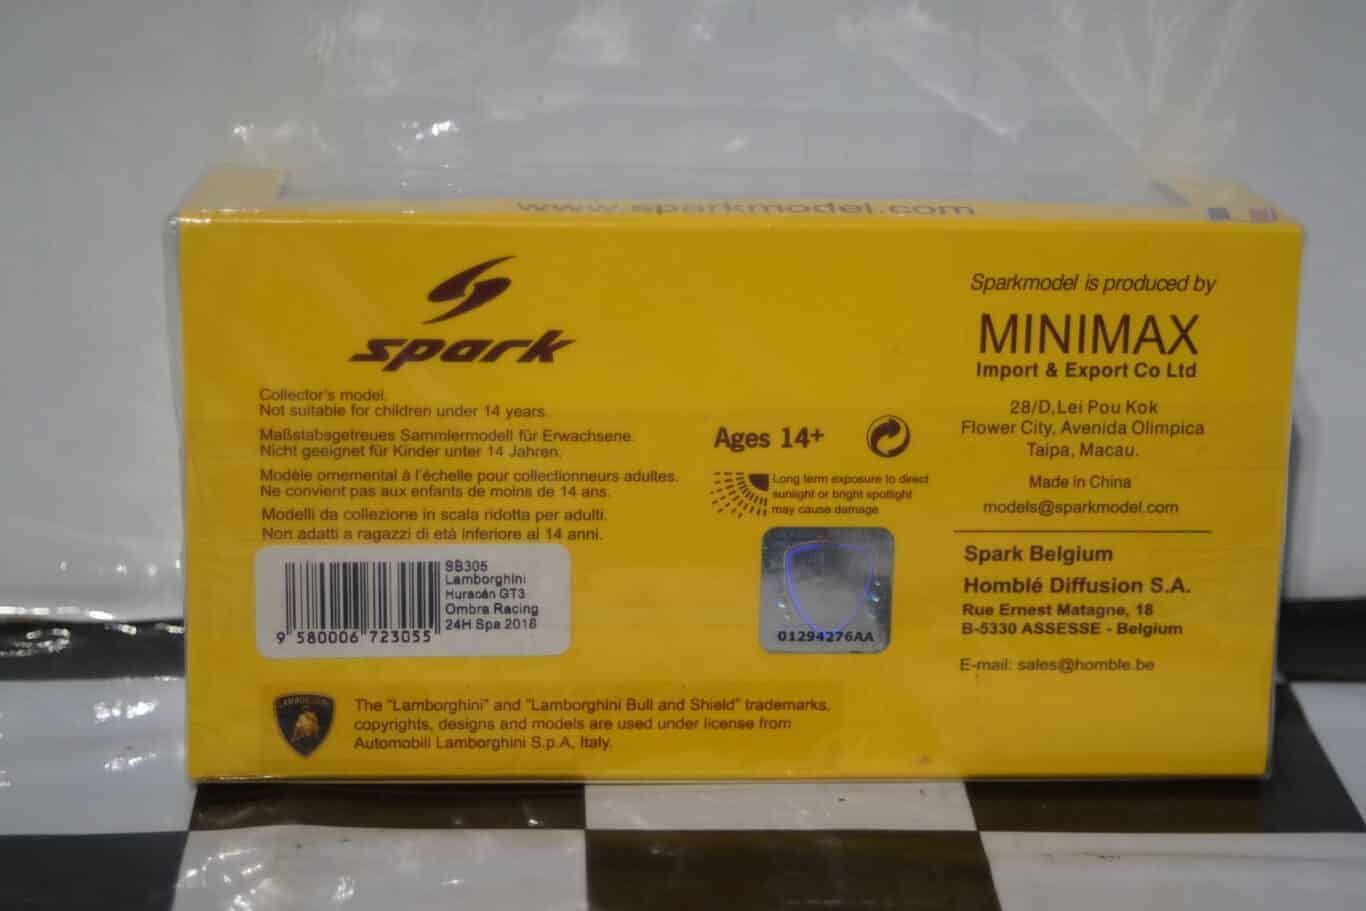 www.sparkmodel.com
spark
Collector's model.
Not suitable for children under 14 years.
Maßstabsgetreues Sammlermodell für Erwachsene.
Nicht geeignet für Kinder unter 14 Jahren.
Modèle ornemental à l'échelle pour collectionneurs adultes.
Ne convient pas aux enfants de moins de 14 ans.
Modelli da collezione in scala ridotta per adulti.
Non adatti a ragazzi di età inferiore ai 14 anni.
SB305
Lamborghini
Huracán GT3
Ombra Racing
24H Spa 2018
9 580006 723055
LAMBORGHINI
The "Lamborghini" and "Lamborghini Bull and Shield" trademarks,
copyrights, designs and models are used under license from
Automobili Lamborghini S.p.A, Italy.
Ages 14+
Long term exposure to direct
sunlight or bright spotlight
may cause damage
01294276AA
Sparkmodel is produced by
MINIMAX
Import & Export Co Ltd
28/D,Lei Pou Kok
Flower City, Avenida Olimpica
Taipa, Macau.
Made in China
models@sparkmodel.com
Spark Belgium
Homblé Diffusion S.A.
Rue Ernest Matagne, 18
B-5330 ASSESSE - Belgium
E-mail: sales@homble.be